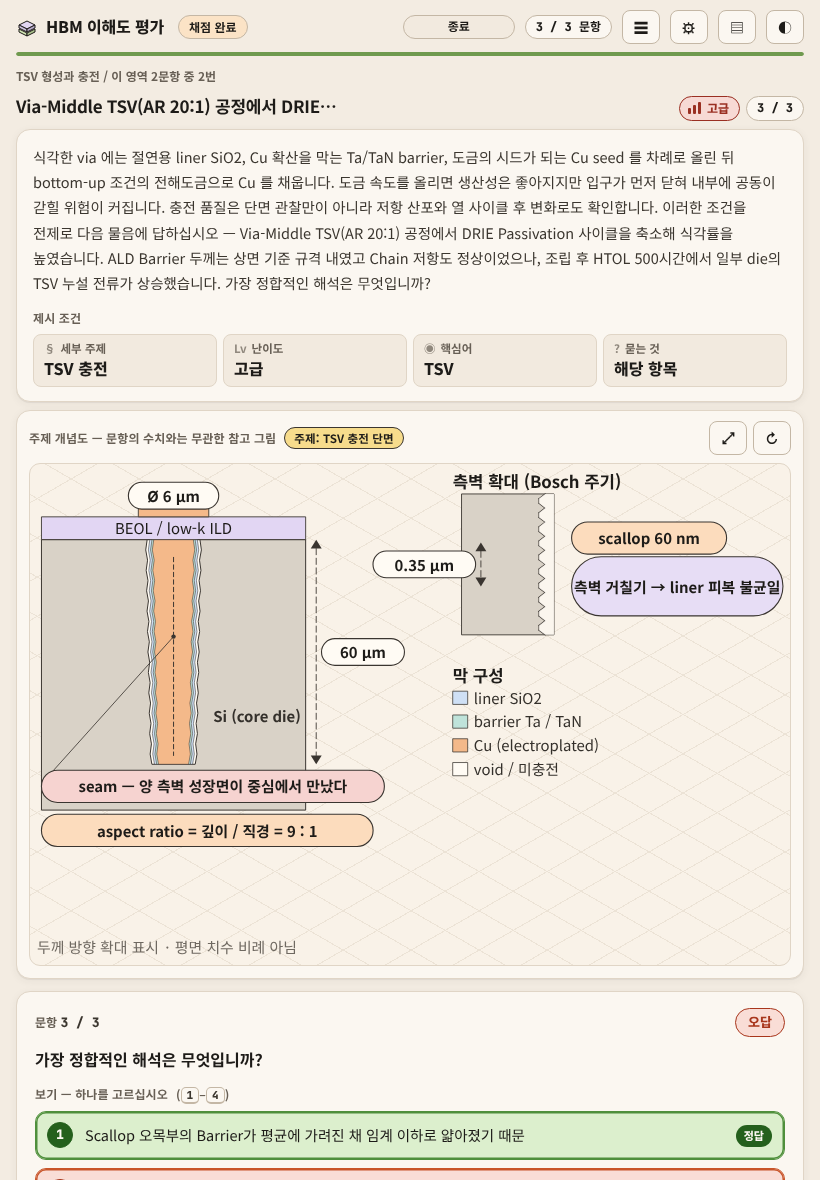 HBM 이해도 평가
채점 완료
종료
3 / 3 문항
TSV 형성과 충전 / 이 영역 2문항 중 2번
Via-Middle TSV(AR 20:1) 공정에서 DRIE…
고급
3 / 3
식각한 via 에는 절연용 liner SiO2, Cu 확산을 막는 Ta/TaN barrier, 도금의 시드가 되는 Cu seed 를 차례로 올린 뒤
bottom-up 조건의 전해도금으로 Cu 를 채웁니다. 도금 속도를 올리면 생산성은 좋아지지만 입구가 먼저 닫혀 내부에 공동이
갇힐 위험이 커집니다. 충전 품질은 단면 관찰만이 아니라 저항 산포와 열 사이클 후 변화로도 확인합니다. 이러한 조건을
전제로 다음 물음에 답하십시오 — Via-Middle TSV(AR 20:1) 공정에서 DRIE Passivation 사이클을 축소해 식각률을
높였습니다. ALD Barrier 두께는 상면 기준 규격 내였고 Chain 저항도 정상이었으나, 조립 후 HTOL 500시간에서 일부 die의
TSV 누설 전류가 상승했습니다. 가장 정합적인 해석은 무엇입니까?
제시 조건
§ 세부 주제
TSV 충전
Lv 난이도
고급
◉ 핵심어
TSV
? 묻는 것
해당 항목
주제 개념도 — 문항의 수치와는 무관한 참고 그림
주제: TSV 충전 단면
Ø 6 µm
BEOL / low-k ILD
60 µm
Si (core die)
seam — 양 측벽 성장면이 중심에서 만났다
aspect ratio = 깊이 / 직경 = 9 : 1
측벽 확대 (Bosch 주기)
0.35 µm
scallop 60 nm
측벽 거칠기 → liner 피복 불균일
막 구성
liner SiO2
barrier Ta / TaN
Cu (electroplated)
void / 미충전
두께 방향 확대 표시 · 평면 치수 비례 아님
문항 3 / 3
오답
가장 정합적인 해석은 무엇입니까?
보기 — 하나를 고르십시오 (1–4)
1 Scallop 오목부의 Barrier가 평균에 가려진 채 임계 이하로 얇아졌기 때문
정답